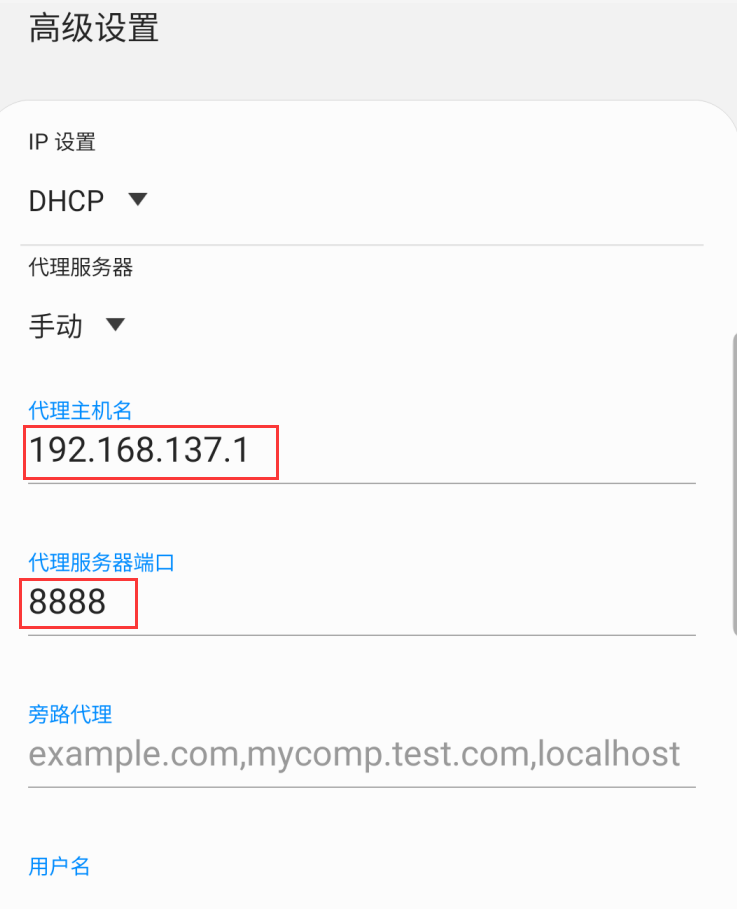 高级设置
IP 设置
DHCP
代理服务器
手动
代理主机名
192.168.137.1
代理服务器端口
8888
旁路代理
example.com,mycomp.test.com,localhost
用户名